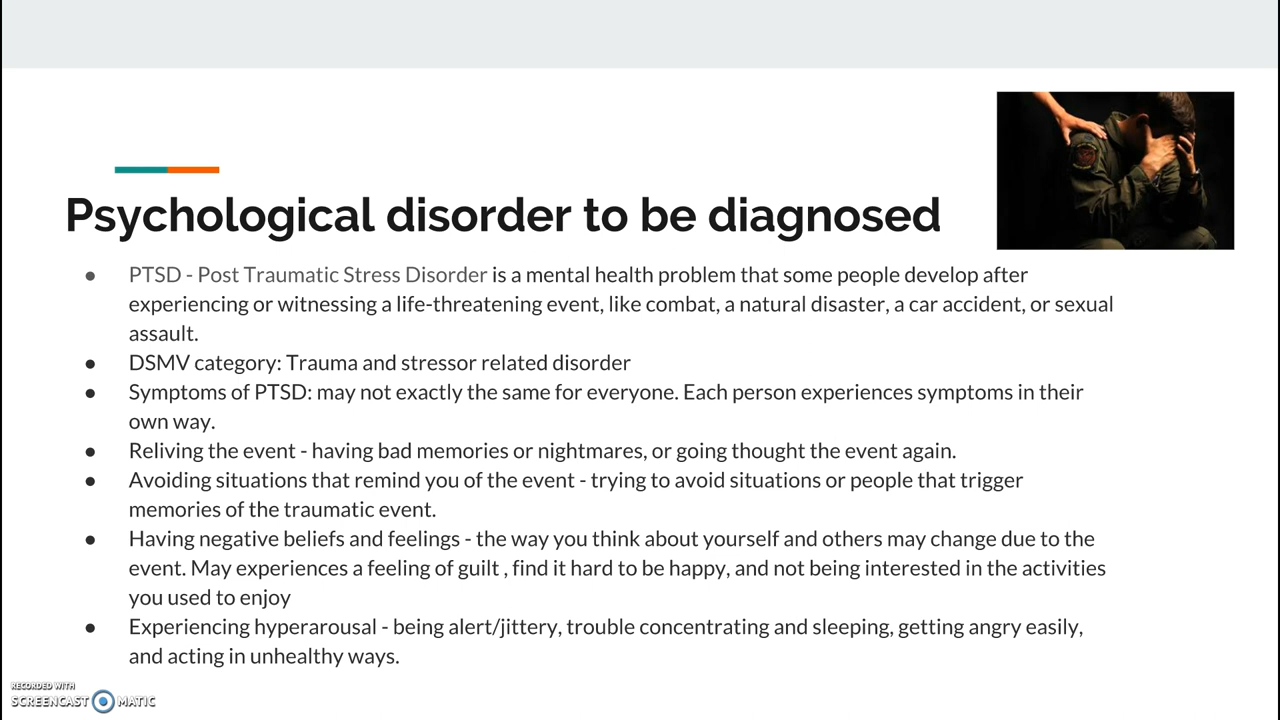 Psychological disorder to be diagnosed
● PTSD - Post Traumatic Stress Disorder is a mental health problem that some people develop after
experiencing or witnessing a life-threatening event, like combat, a natural disaster, a car accident, or sexual
assault.
● DSMV category: Trauma and stressor related disorder
● Symptoms of PTSD: may not exactly the same for everyone. Each person experiences symptoms in their
own way.
● Reliving the event - having bad memories or nightmares, or going thought the event again.
● Avoiding situations that remind you of the event - trying to avoid situations or people that trigger
memories of the traumatic event.
● Having negative beliefs and feelings - the way you think about yourself and others may change due to the
event. May experiences a feeling of guilt , find it hard to be happy, and not being interested in the activities
you used to enjoy
● Experiencing hyperarousal - being alert/jittery, trouble concentrating and sleeping, getting angry easily,
and acting in unhealthy ways.
RECORDED WITH
SCREENCAST MATIC